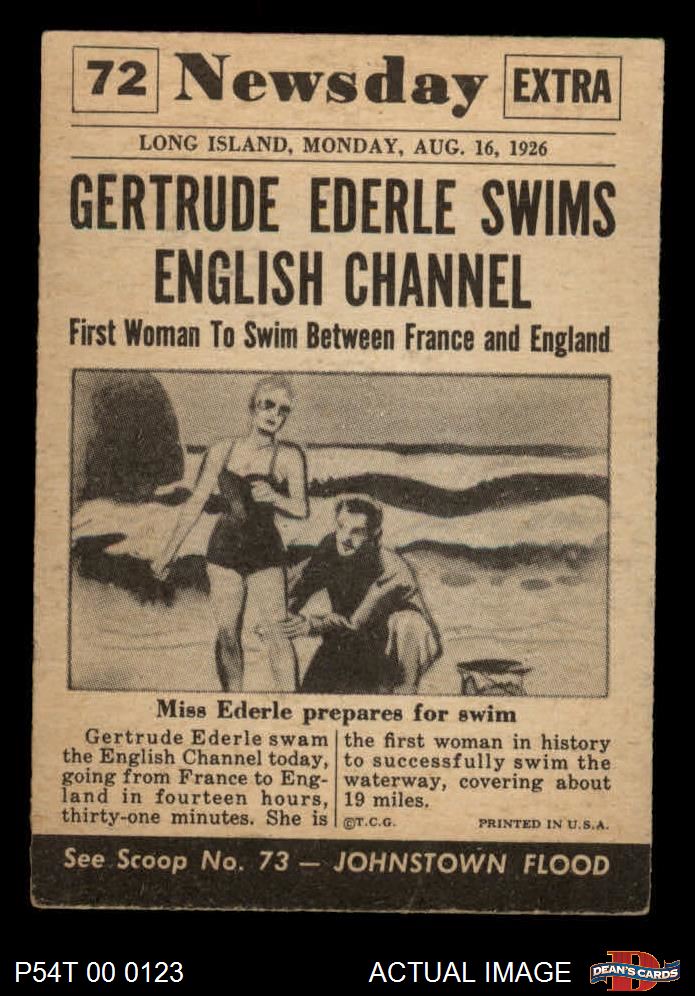 72 Newsday EXTRA
LONG ISLAND, MONDAY, AUG. 16, 1926
GERTRUDE EDERLE SWIMS
ENGLISH CHANNEL
First Woman To Swim Between France and England
Miss Ederle prepares for swim
Gertrude Ederle swam
the English Channel today,
going from France to Eng-
land in fourteen hours,
thirty-one minutes. She is
the first woman in history
to successfully swim the
waterway, covering about
19 miles.
©T.C.G. PRINTED IN U.S.A.
See Scoop No. 73 — JOHNSTOWN FLOOD
P54T 00 0123 ACTUAL IMAGE
D
DEAN'S CARDS